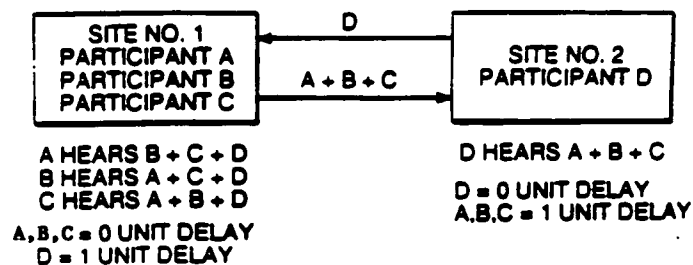 SITE NO. 1
PARTICIPANT A
PARTICIPANT B
PARTICIPANT C
D
A + B + C
SITE NO. 2
PARTICIPANT D
A HEARS B + C + D
B HEARS A + C + D
C HEARS A + B + D
A,B,C = 0 UNIT DELAY
D = 1 UNIT DELAY
D HEARS A + B + C
D = 0 UNIT DELAY
A,B,C = 1 UNIT DELAY